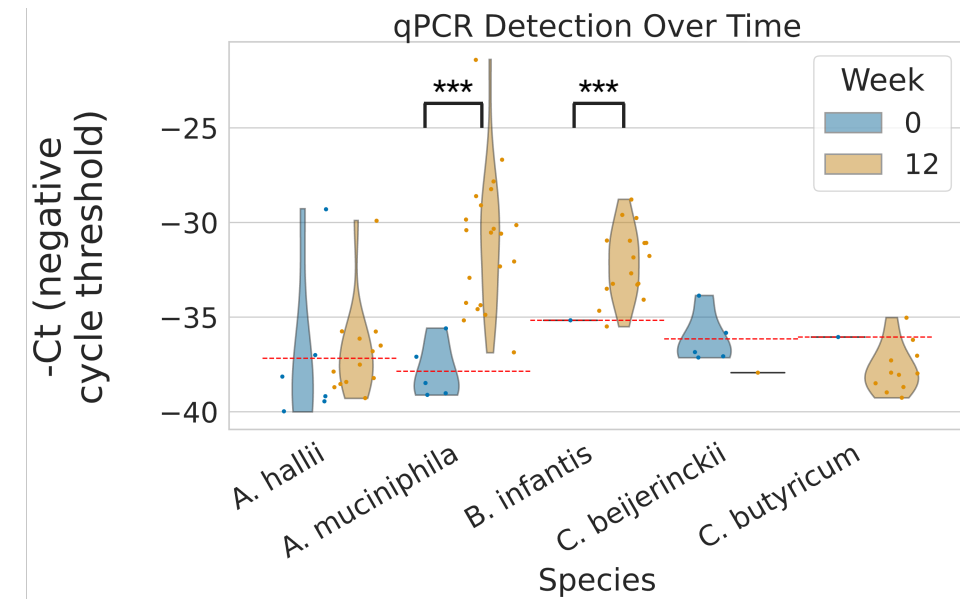 qPCR Detection Over Time
-Ct (negative
cycle threshold)
−25
−30
−35
−40
***
***
Week
0
12
A. hallii
A. muciniphila
B. infantis
C. beijerinckii
C. butyricum
Species